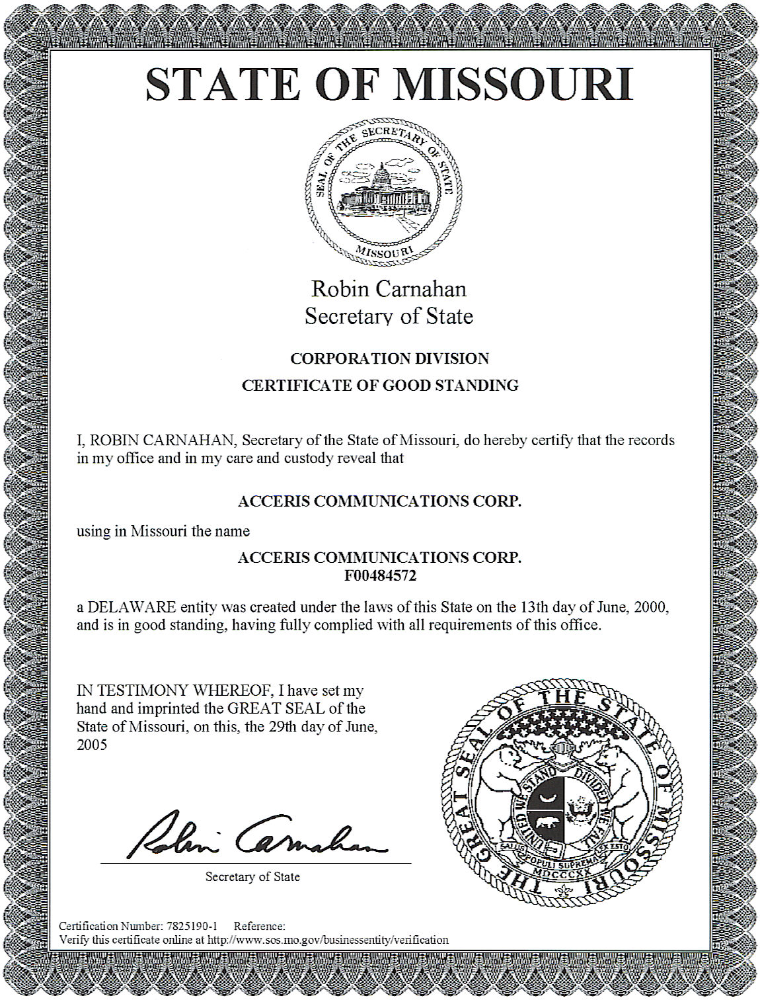 STATE OF MISSOURI
SEAL OF THE SECRETARY OF STATE
MISSOURI
Robin Carnahan
Secretary of State
CORPORATION DIVISION
CERTIFICATE OF GOOD STANDING
I, ROBIN CARNAHAN, Secretary of the State of Missouri, do hereby certify that the records
in my office and in my care and custody reveal that
ACCERIS COMMUNICATIONS CORP.
using in Missouri the name
ACCERIS COMMUNICATIONS CORP.
F00484572
a DELAWARE entity was created under the laws of this State on the 13th day of June, 2000,
and is in good standing, having fully complied with all requirements of this office.
IN TESTIMONY WHEREOF, I have set my
hand and imprinted the GREAT SEAL of the
State of Missouri, on this, the 29th day of June,
2005
THE GREAT SEAL OF THE STATE OF MISSOURI
UNITED WE STAND DIVIDED WE FALL
SALUS POPULI SUPREMA LEX ESTO
MDCCCXX
Robin Carnahan
Secretary of State
Certification Number: 7825190-1 Reference:
Verify this certificate online at http://www.sos.mo.gov/businessentity/verification